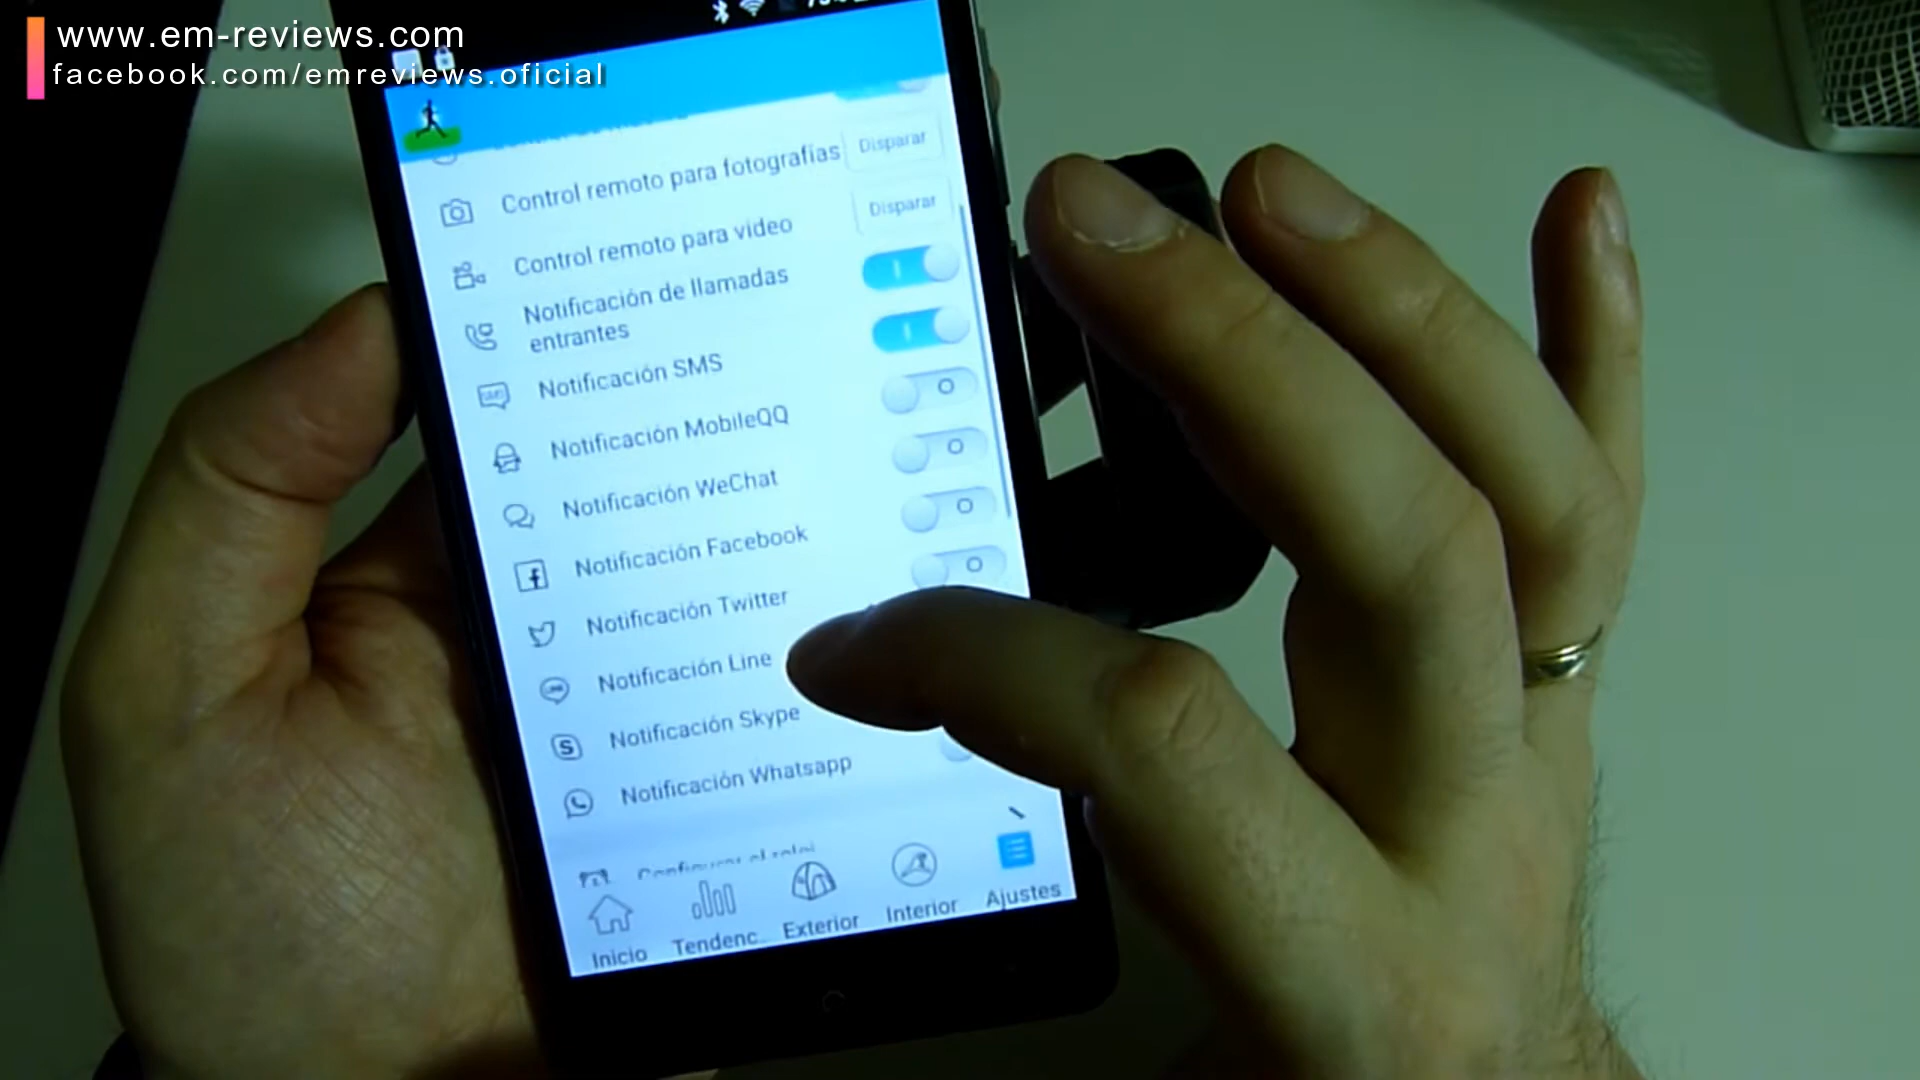 www.em-reviews.com
facebook.com/emreviews.oficial
Control remoto para fotografías
Disparar
Control remoto para video
Disparar
Notificación de llamadas
entrantes
Notificación SMS
Notificación MobileQQ
Notificación WeChat
Notificación Facebook
Notificación Twitter
Notificación Line
Notificación Skype
Notificación Whatsapp
Inicio
Tendenc..
Exterior
Interior
Ajustes